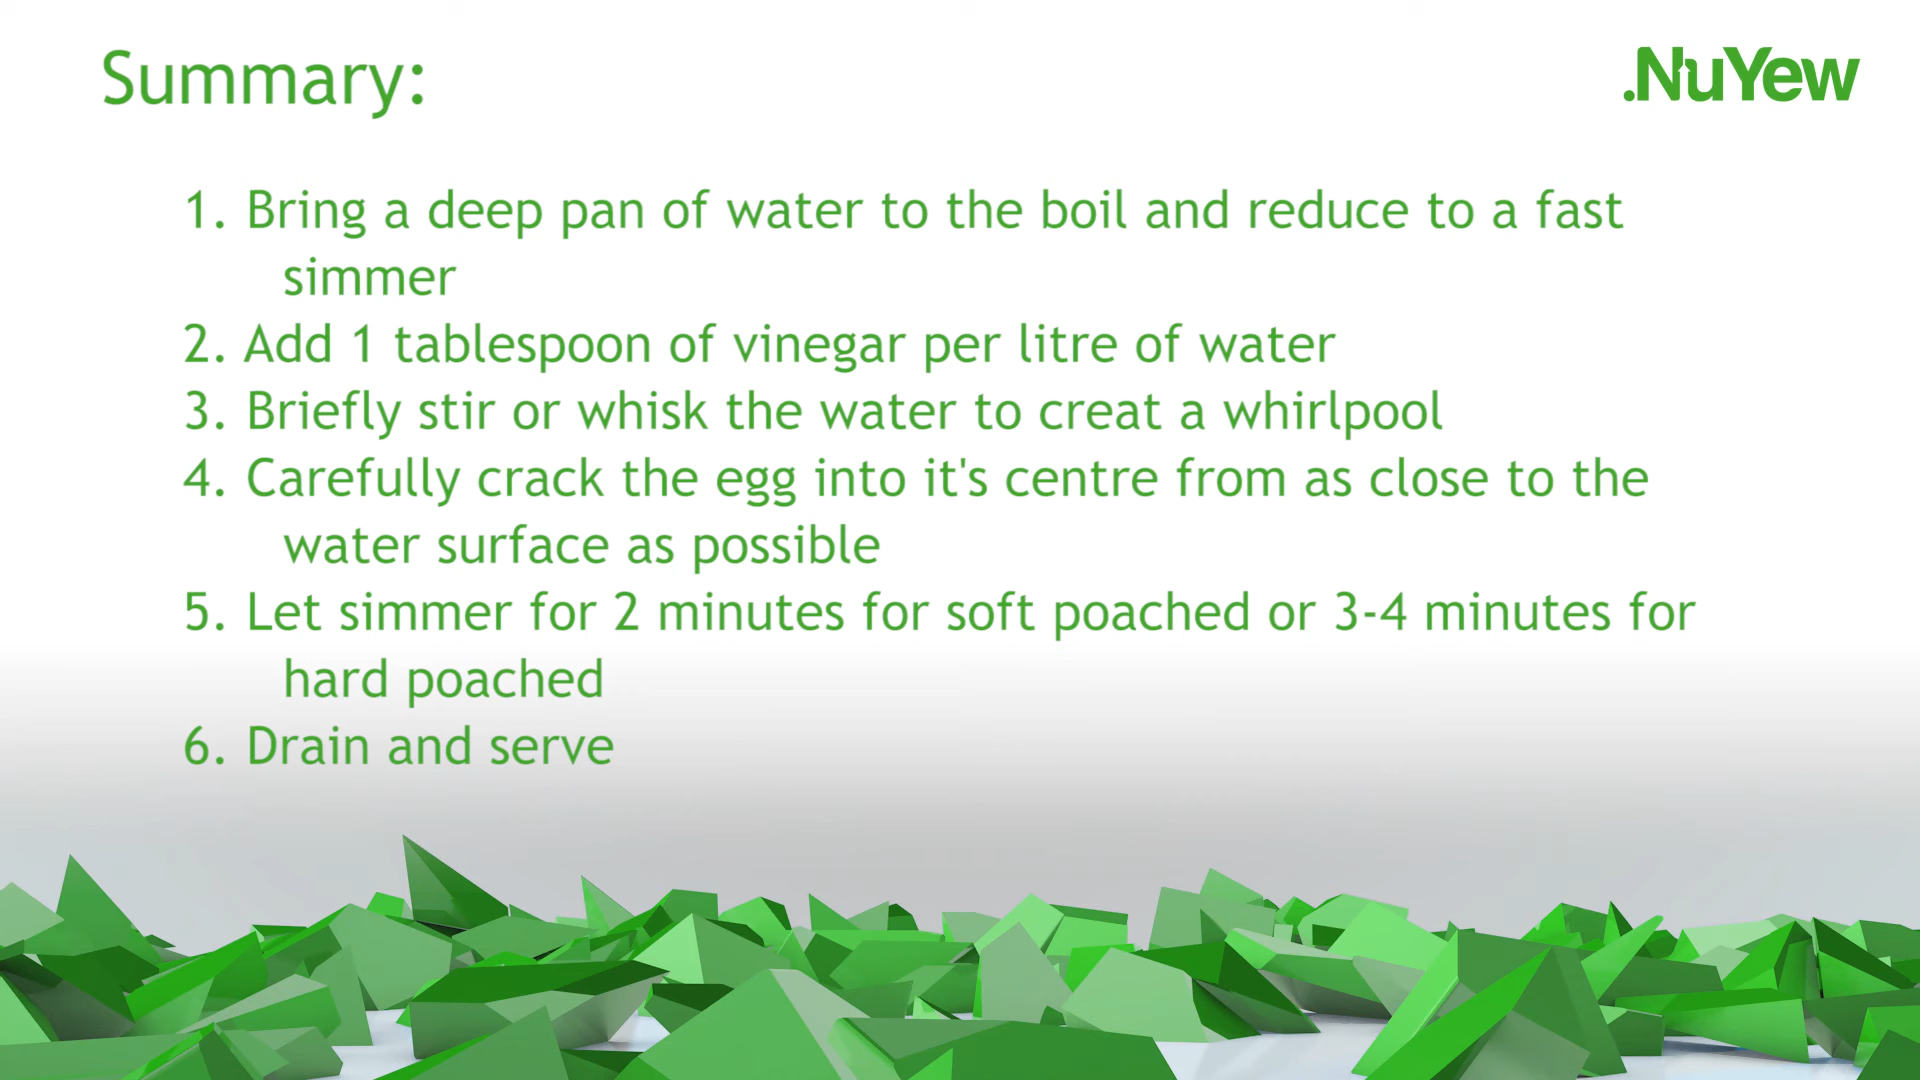 Summary:
.NuYew
1. Bring a deep pan of water to the boil and reduce to a fast
simmer
2. Add 1 tablespoon of vinegar per litre of water
3. Briefly stir or whisk the water to creat a whirlpool
4. Carefully crack the egg into it's centre from as close to the
water surface as possible
5. Let simmer for 2 minutes for soft poached or 3-4 minutes for
hard poached
6. Drain and serve